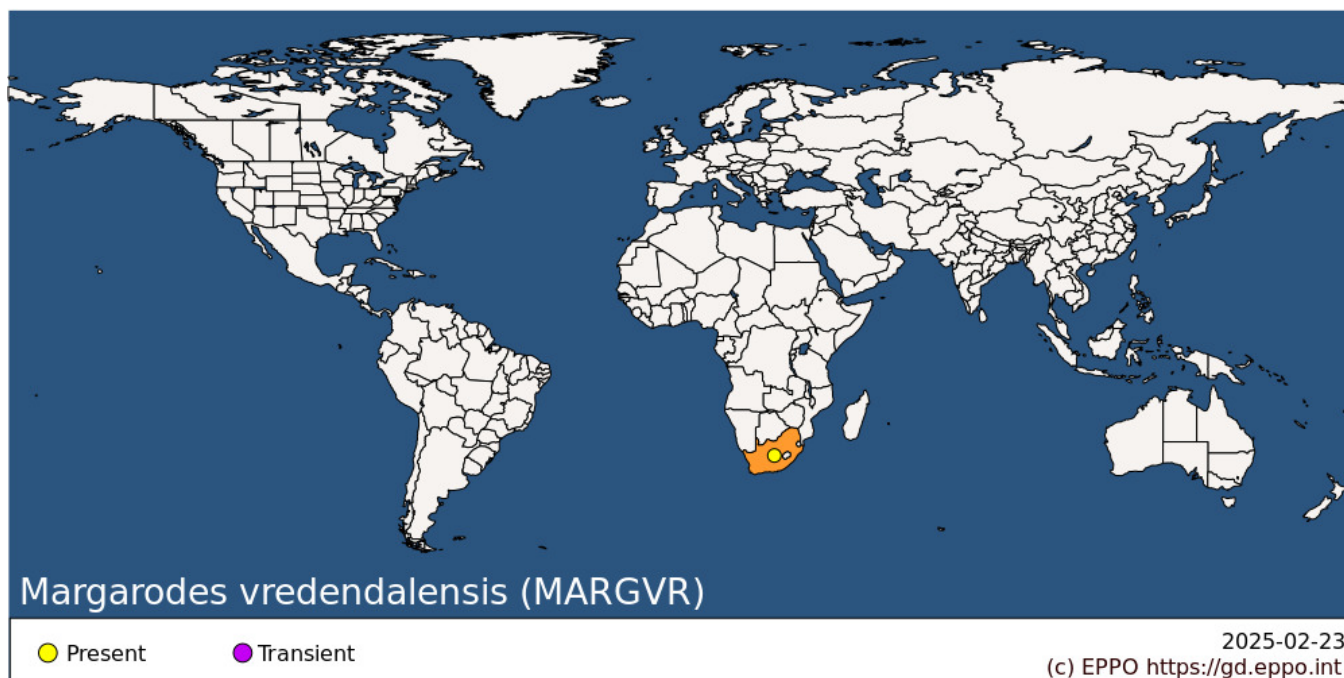 Margarodes vredendalensis (MARGVR)
Present
Transient
2025-02-23
(c) EPPO https://gd.eppo.int